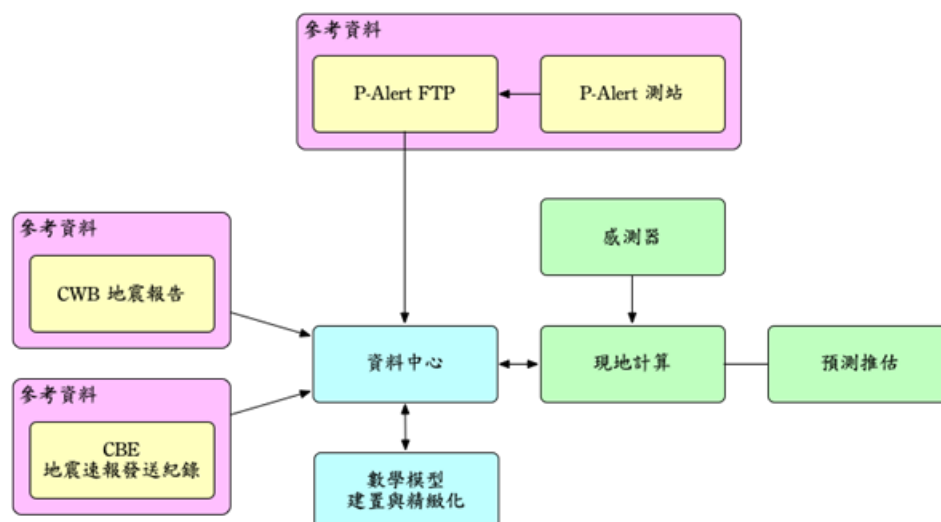 參考資料
P-Alert FTP
P-Alert 測站
參考資料
CWB 地震報告
感測器
資料中心
現地計算
預測推估
參考資料
CBE
地震速報發送紀錄
數學模型
建置與精緻化